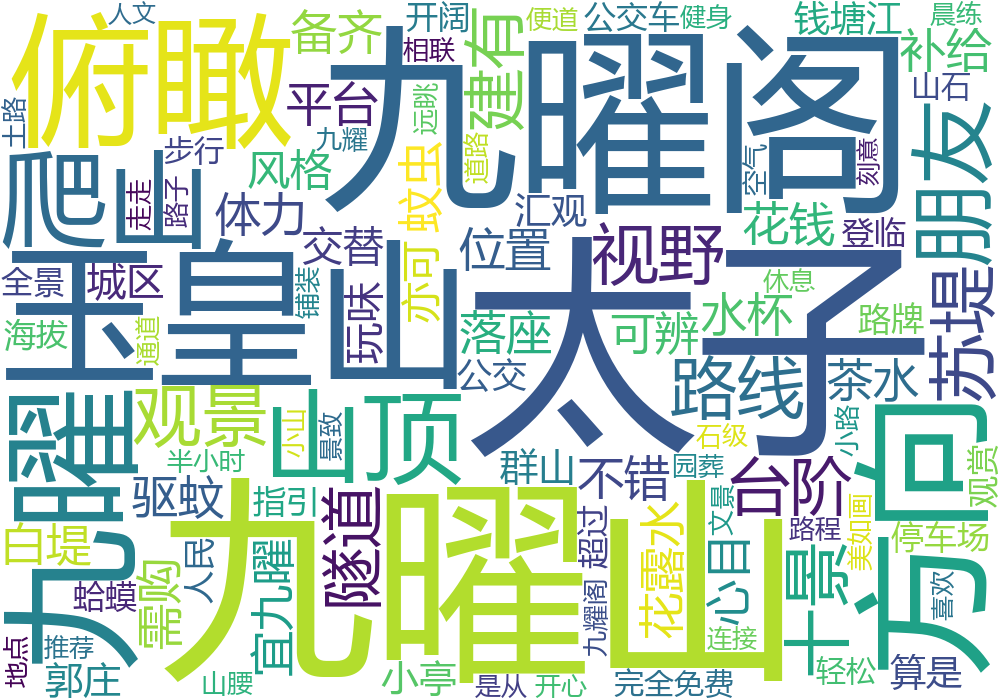 人文
开阔
便道
公交车
健身
钱塘江
晨练
俯瞰
备齐
相联
建有
九曜阁
补给
土路
平台
远眺
山石
九耀
步行
道路
空气
刻意
朋友
爬山
走走
路子
风格
蚊虫
体力
汇观
花钱
登临
交替
位置
视野
太子
全景
城区
玉皇山
铺装
亦可
休息
苏堤
海拔
通道
玩味
落座
可辨
水杯
路牌
公交
路线
茶水
九曜
观景
小山
景致
山顶
石级
小路
万向
半小时
群山
不错
园葬
台阶
观赏
驱蚊
指引
隧道
九曜山
超过
花露水
文景
路程
美如画
停车场
白堤
人民
宜九曜
心目
十景
喜欢
蛤蟆
需购
九耀阁
连接
推荐
地点
郭庄
山腰
小亭
是从
开心
完全免费
轻松
算是